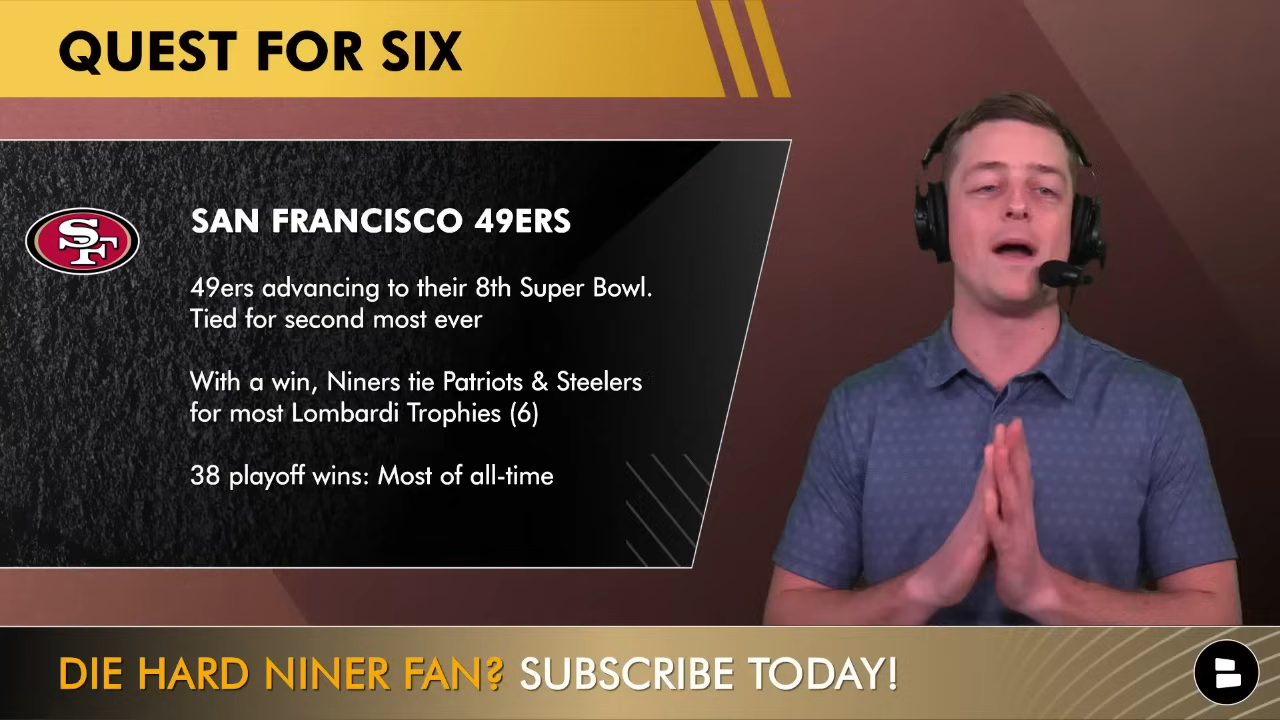 QUEST FOR SIX
SF
SAN FRANCISCO 49ERS
49ers advancing to their 8th Super Bowl.
Tied for second most ever
With a win, Niners tie Patriots & Steelers
for most Lombardi Trophies (6)
38 playoff wins: Most of all-time
DIE HARD NINER FAN? SUBSCRIBE TODAY!